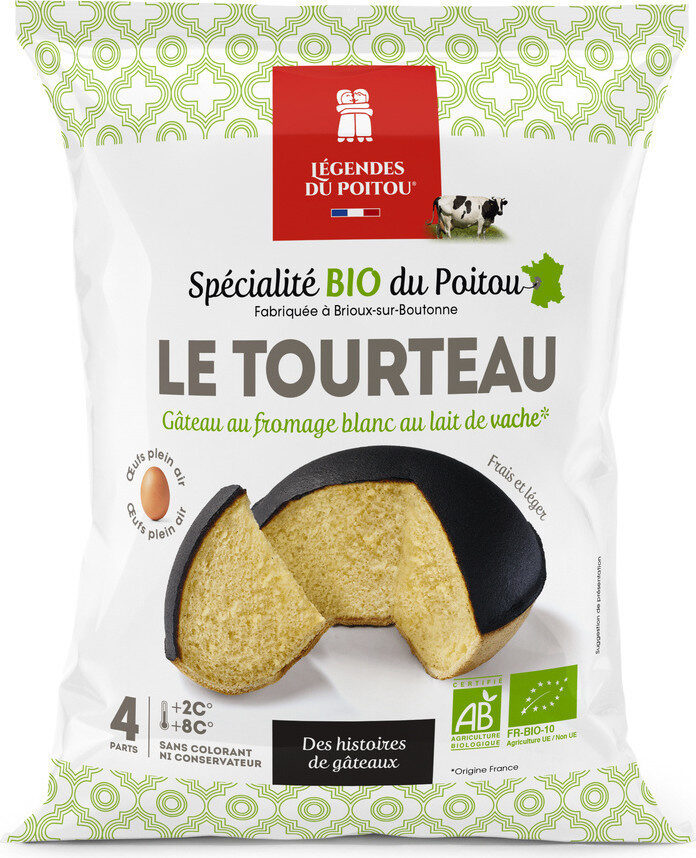 LÉGENDES
DU POITOU®
Spécialité BIO du Poitou
Fabriquée à Brioux-sur-Boutonne
LE TOURTEAU
Gâteau au fromage blanc au lait de vache*
Œufs plein air
Œufs plein air
Frais et léger
Suggestion de présentation
4
PARTS
+2C°
+8C°
SANS COLORANT
NI CONSERVATEUR
Des histoires
de gâteaux
CERTIFIÉ
AB
AGRICULTURE
BIOLOGIQUE
FR-BIO-10
Agriculture UE / Non UE
*Origine France